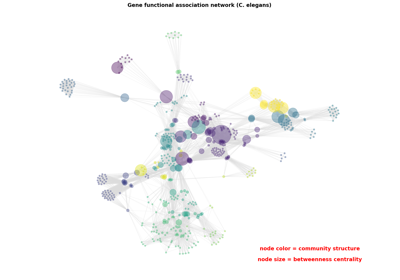 Gene functional association network (C. elegans)
node color = community structure
node size = betweenness centrality